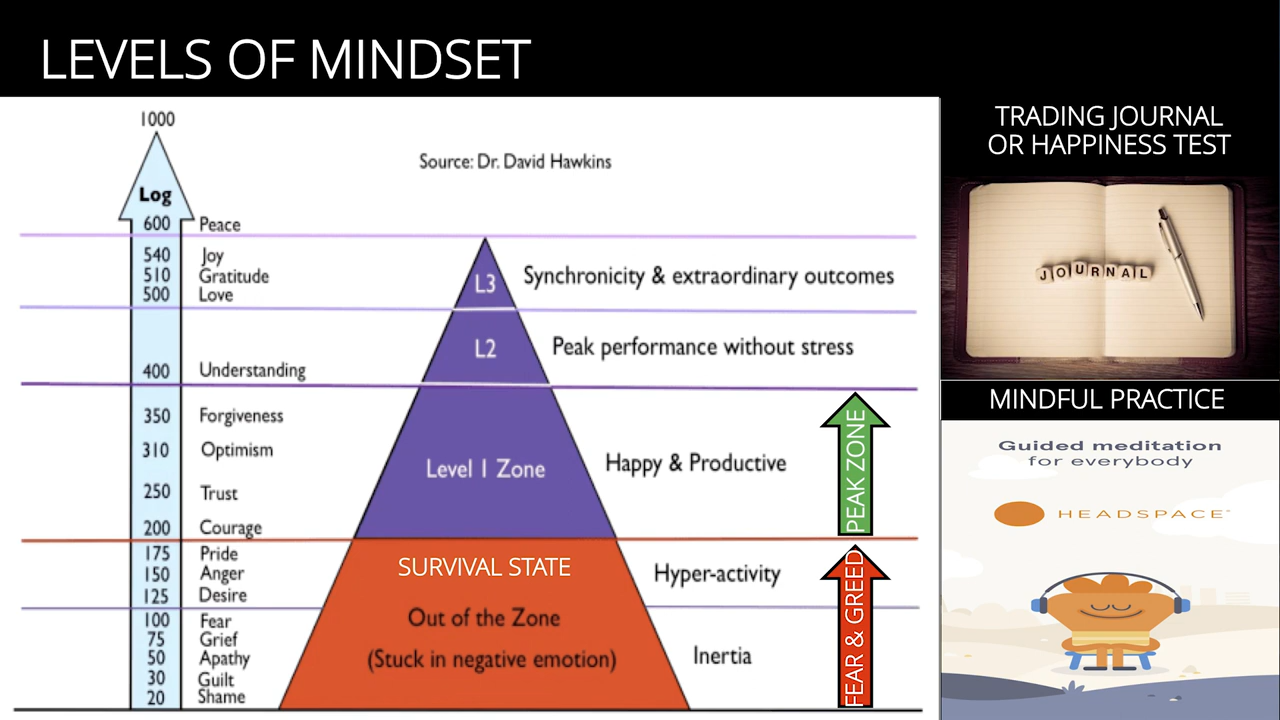 LEVELS OF MINDSET
1000
Source: Dr. David Hawkins
Log
600 Peace
540 Joy
510 Gratitude
500 Love
L3
Synchronicity & extraordinary outcomes
L2
Peak performance without stress
400 Understanding
350 Forgiveness
310 Optimism
250 Trust
200 Courage
Level 1 Zone
Happy & Productive
PEAK ZONE
175 Pride
150 Anger
125 Desire
SURVIVAL STATE
Hyper-activity
100 Fear
75 Grief
50 Apathy
30 Guilt
20 Shame
Out of the Zone
(Stuck in negative emotion)
Inertia
FEAR & GREED
TRADING JOURNAL
OR HAPPINESS TEST
JOURNAL
MINDFUL PRACTICE
Guided meditation
for everybody
HEADSPACE